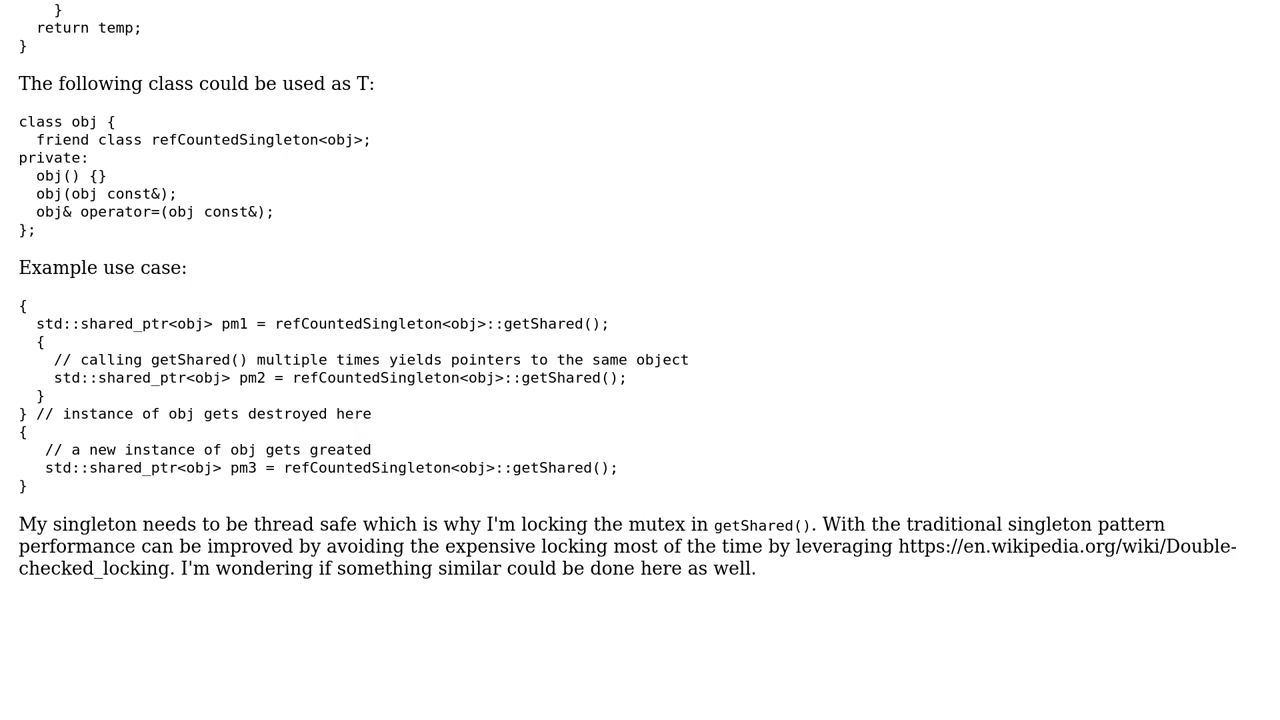 }
  return temp;
}
The following class could be used as T:
class obj {
  friend class refCountedSingleton<obj>;
private:
  obj() {}
  obj(obj const&);
  obj& operator=(obj const&);
};
Example use case:
{
  std::shared_ptr<obj> pm1 = refCountedSingleton<obj>::getShared();
  {
    // calling getShared() multiple times yields pointers to the same object
    std::shared_ptr<obj> pm2 = refCountedSingleton<obj>::getShared();
  }
} // instance of obj gets destroyed here
{
   // a new instance of obj gets greated
   std::shared_ptr<obj> pm3 = refCountedSingleton<obj>::getShared();
}
My singleton needs to be thread safe which is why I'm locking the mutex in getShared(). With the traditional singleton pattern
performance can be improved by avoiding the expensive locking most of the time by leveraging https://en.wikipedia.org/wiki/Double-
checked_locking. I'm wondering if something similar could be done here as well.